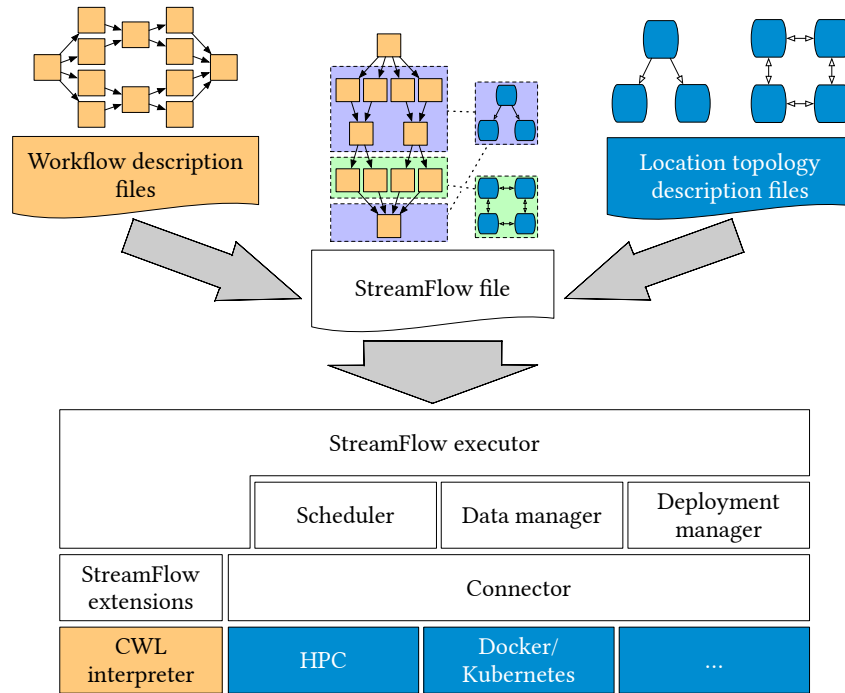 Workflow description
files
Location topology
description files
StreamFlow file
StreamFlow executor
Scheduler
Data manager
Deployment
manager
StreamFlow
extensions
Connector
CWL
interpreter
HPC
Docker/
Kubernetes
...